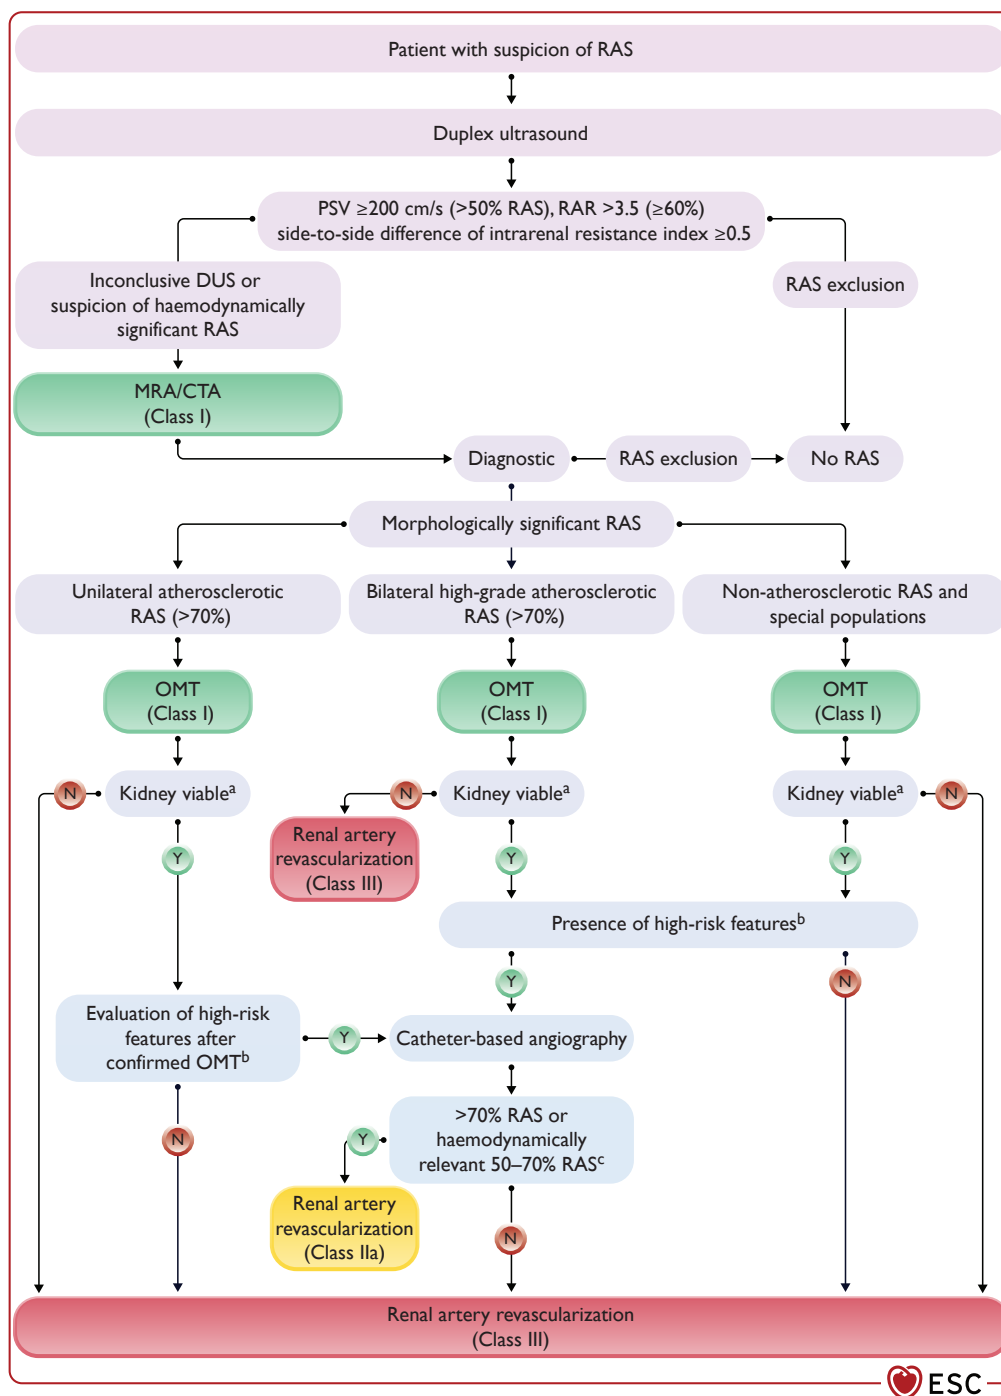 Patient with suspicion of RAS
Duplex ultrasound
PSV ≥200 cm/s (>50% RAS), RAR >3.5 (≥60%)
side-to-side difference of intrarenal resistance index ≥0.5
Inconclusive DUS or
suspicion of haemodynamically
significant RAS
RAS exclusion
MRA/CTA
(Class I)
Diagnostic
RAS exclusion
No RAS
Morphologically significant RAS
Unilateral atherosclerotic
RAS (>70%)
Bilateral high-grade atherosclerotic
RAS (>70%)
Non-atherosclerotic RAS and
special populations
OMT
(Class I)
OMT
(Class I)
OMT
(Class I)
N
Kidney viableᵃ
N
Kidney viableᵃ
Kidney viableᵃ
N
Renal artery
revascularization
(Class III)
Y
Y
Y
Presence of high-risk featuresᵇ
Y
N
Evaluation of high-risk
features after
confirmed OMTᵇ
Y
Catheter-based angiography
N
>70% RAS or
haemodynamically
relevant 50–70% RASᶜ
Y
Renal artery
revascularization
(Class IIa)
N
Renal artery revascularization
(Class III)
ESC